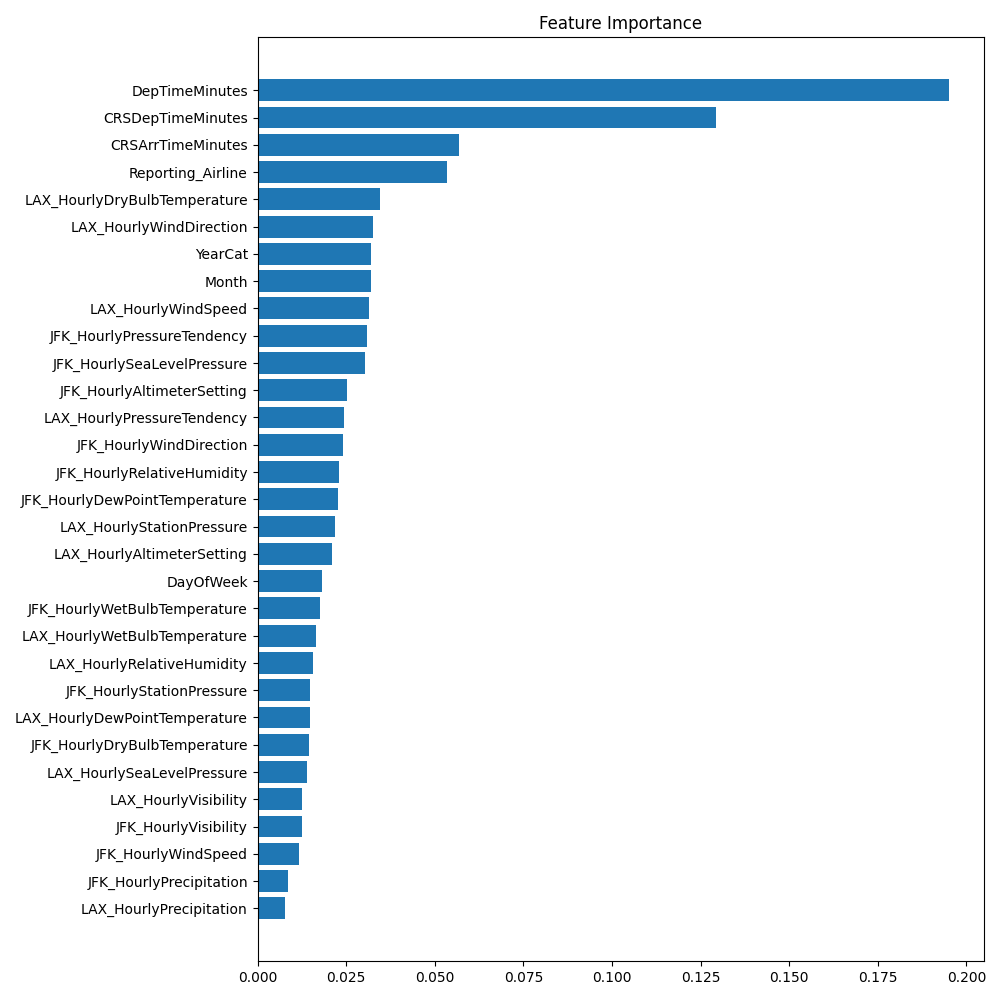 Feature Importance
DepTimeMinutes
CRSDepTimeMinutes
CRSArrTimeMinutes
Reporting_Airline
LAX_HourlyDryBulbTemperature
LAX_HourlyWindDirection
YearCat
Month
LAX_HourlyWindSpeed
JFK_HourlyPressureTendency
JFK_HourlySeaLevelPressure
JFK_HourlyAltimeterSetting
LAX_HourlyPressureTendency
JFK_HourlyWindDirection
JFK_HourlyRelativeHumidity
JFK_HourlyDewPointTemperature
LAX_HourlyStationPressure
LAX_HourlyAltimeterSetting
DayOfWeek
JFK_HourlyWetBulbTemperature
LAX_HourlyWetBulbTemperature
LAX_HourlyRelativeHumidity
JFK_HourlyStationPressure
LAX_HourlyDewPointTemperature
JFK_HourlyDryBulbTemperature
LAX_HourlySeaLevelPressure
LAX_HourlyVisibility
JFK_HourlyVisibility
JFK_HourlyWindSpeed
JFK_HourlyPrecipitation
LAX_HourlyPrecipitation
0.000 0.025 0.050 0.075 0.100 0.125 0.150 0.175 0.200